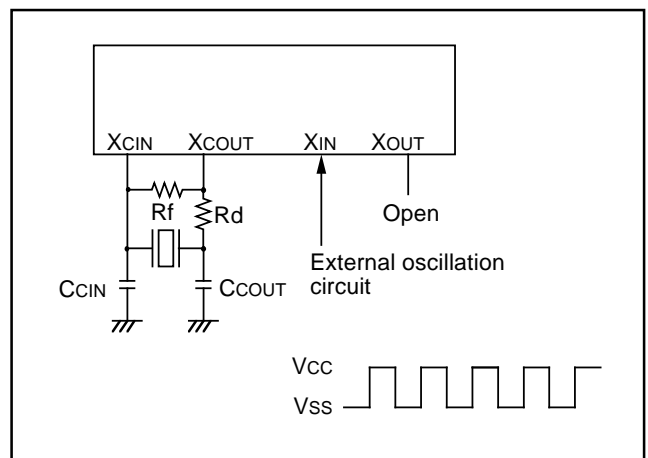 XCIN XCOUT XIN XOUT
Rf Rd
Open
External oscillation
circuit
CCIN CCOUT
VCC
VSS